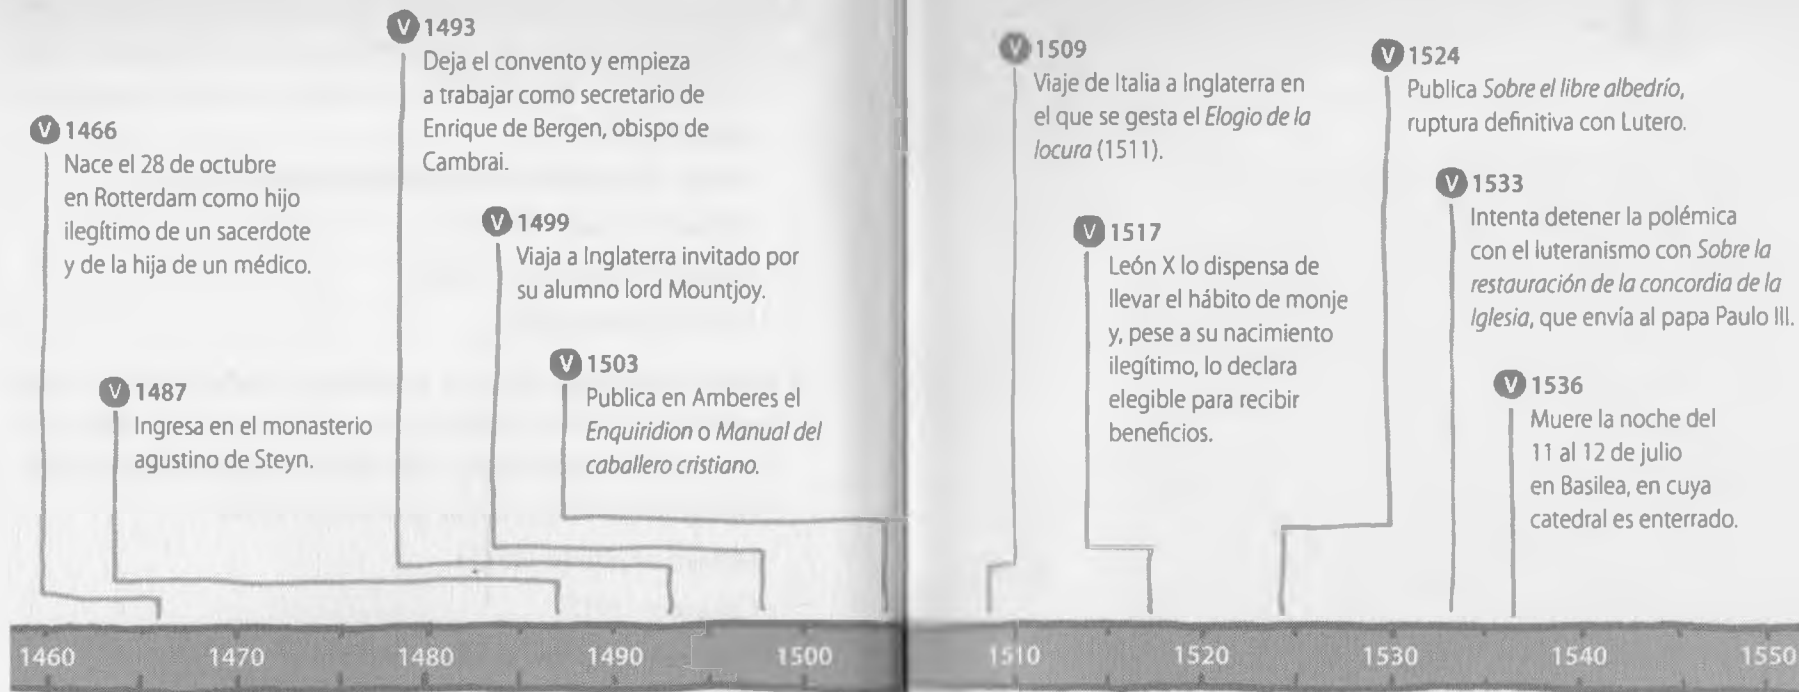 V 1466
Nace el 28 de octubre
en Rotterdam como hijo
ilegítimo de un sacerdote
y de la hija de un médico.
V 1487
Ingresa en el monasterio
agustino de Steyn.
V 1493
Deja el convento y empieza
a trabajar como secretario de
Enrique de Bergen, obispo de
Cambrai.
V 1499
Viaja a Inglaterra invitado por
su alumno lord Mountjoy.
V 1503
Publica en Amberes el
Enquiridion o Manual del
caballero cristiano.
V 1509
Viaje de Italia a Inglaterra en
el que se gesta el Elogio de la
locura (1511).
V 1517
León X lo dispensa de
llevar el hábito de monje
y, pese a su nacimiento
ilegítimo, lo declara
elegible para recibir
beneficios.
V 1524
Publica Sobre el libre albedrío,
ruptura definitiva con Lutero.
V 1533
Intenta detener la polémica
con el luteranismo con Sobre la
restauración de la concordia de la
Iglesia, que envía al papa Paulo III.
V 1536
Muere la noche del
11 al 12 de julio
en Basilea, en cuya
catedral es enterrado.
1460 1470 1480 1490 1500 1510 1520 1530 1540 1550